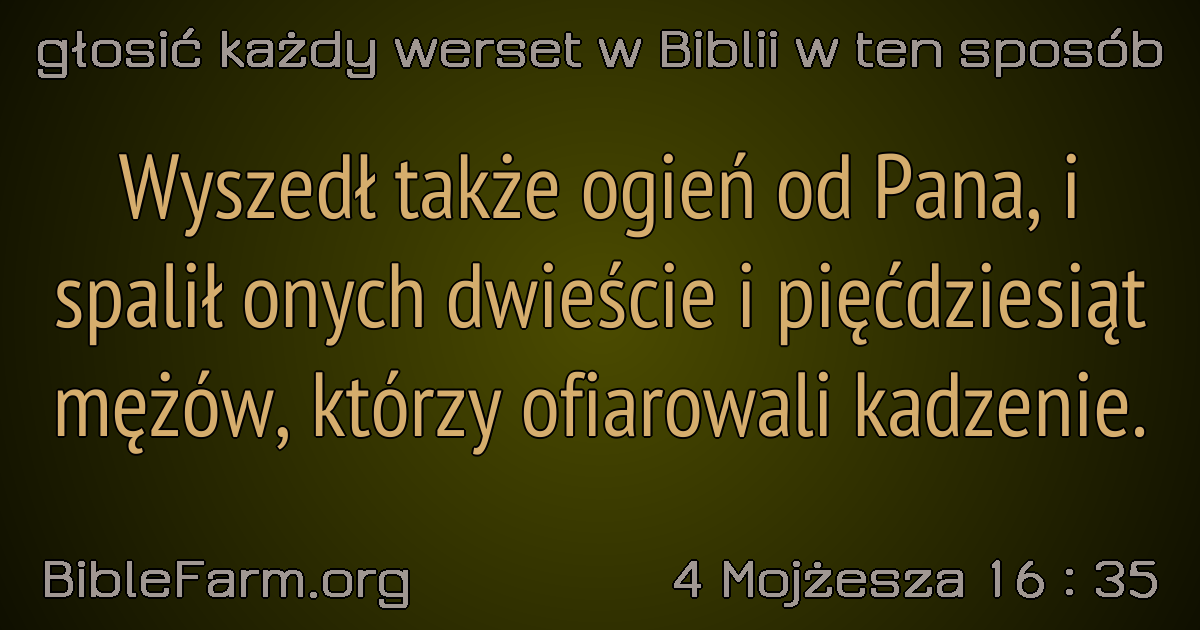 głosić każdy werset w Biblii w ten sposób
Wyszedł także ogień od Pana, i
spalił onych dwieście i pięćdziesiąt
mężów, którzy ofiarowali kadzenie.
BibleFarm.org
4 Mojżesza 16 : 35